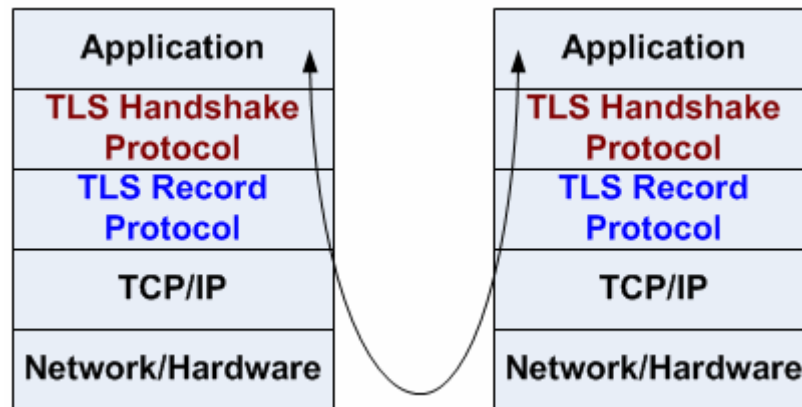 Application
TLS Handshake
Protocol
TLS Record
Protocol
TCP/IP
Network/Hardware
Application
TLS Handshake
Protocol
TLS Record
Protocol
TCP/IP
Network/Hardware